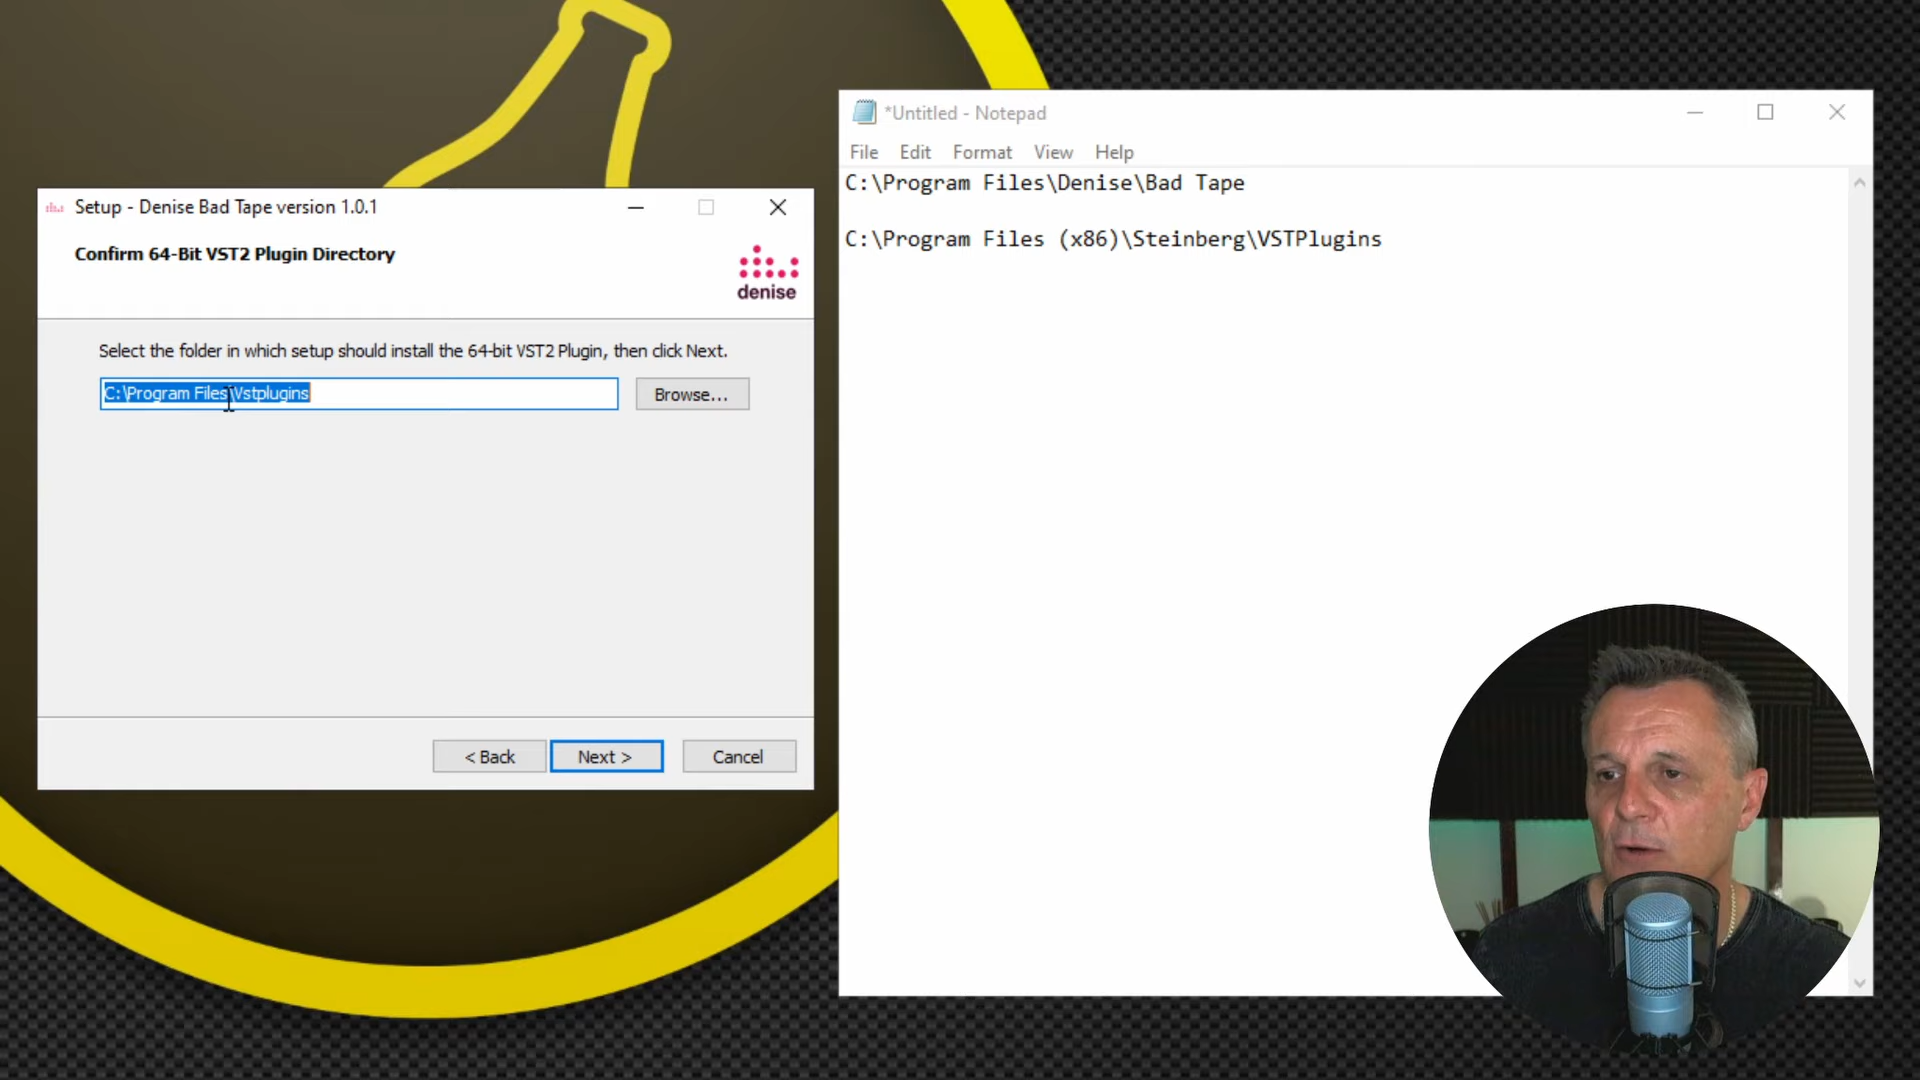 *Untitled - Notepad
File Edit Format View Help
C:\Program Files\Denise\Bad Tape
C:\Program Files (x86)\Steinberg\VSTPlugins
Setup - Denise Bad Tape version 1.0.1
Confirm 64-Bit VST2 Plugin Directory
denise
Select the folder in which setup should install the 64-bit VST2 Plugin, then click Next.
C:\Program Files\Vstplugins
Browse...
< Back
Next >
Cancel